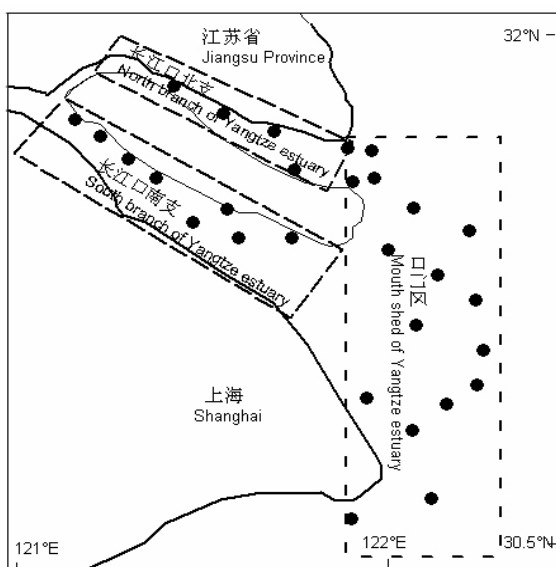 江苏省
Jiangsu Province
32°N
长江口北支
North branch of Yangtze estuary
长江口南支
South branch of Yangtze estuary
口门区
Mouth shed of Yangtze estuary
上海
Shanghai
121°E
122°E
30.5°N